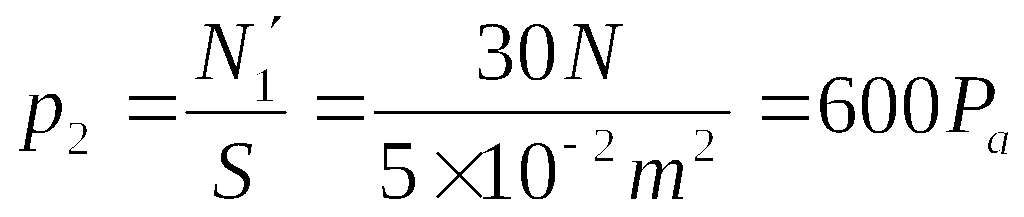 p₂ = N₁′/S = 30N/(5×10⁻²m²) = 600Pₐ